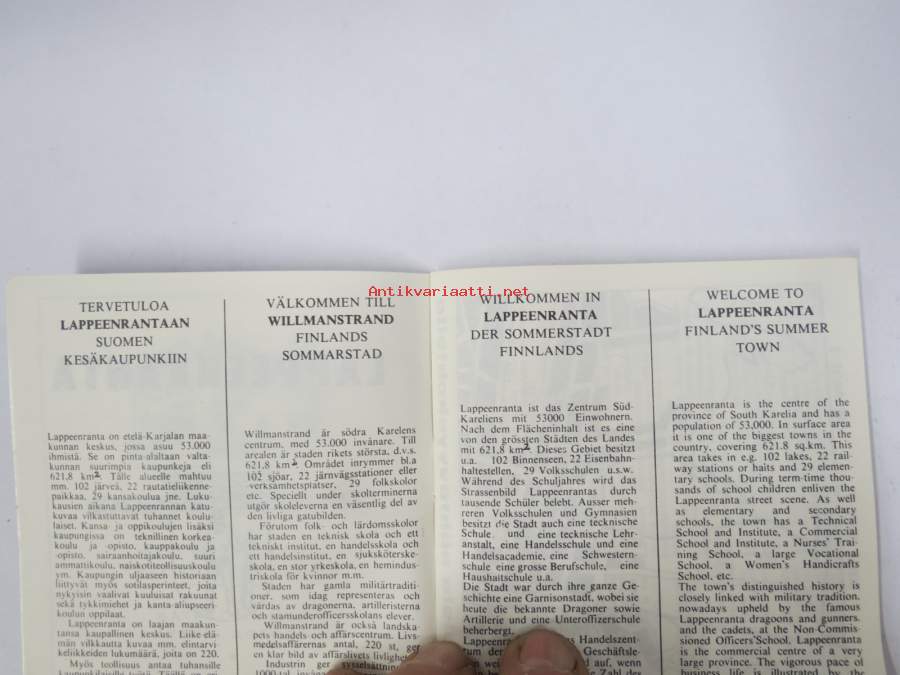 Antikvariaatti.net
TERVETULOA
LAPPEENRANTAAN
SUOMEN
KESÄKAUPUNKIIN
Lappeenranta on etelä-Karjalan maa-
kunnan keskus, jossa asuu 53.000
ihmistä. Se on pinta-alaltaan valta-
kunnan suurimpia kaupunkeja eli
621,8 km². Tälle alueelle mahtuu
mm. 102 järveä, 22 rautatieliikenne-
paikkaa, 29 kansakoulua jne. Luku-
kausien aikana Lappeenrannan katu-
kuvaa vilkastuttavat tuhannet koulu-
laiset. Kansa- ja oppikoulujen lisäksi
kaupungissa on teknillinen korkea-
koulu ja -opisto, kauppakoulu ja
-opisto, sairaanhoitajakoulu, suuri
ammattikoulu, naiskotiteollisuuskoulu
ym. Kaupungin uljaaseen historiaan
liittyvät myös sotilasperinteet, joita
nykyisin vaalivat kuuluisat rakuunat
sekä tykkimiehet ja kanta-aliupseeri-
koulun oppilaat.
Lappeenranta on laajan maakun-
tansa kaupallinen keskus. Liike-elä-
män vilkkautta kuvaa mm. elintarvi-
keliikkeiden lukumäärä, joita on 220.
Myös teollisuus antaa tuhansille
VÄLKOMMEN TILL
WILLMANSTRAND
FINLANDS
SOMMARSTAD
Willmanstrand är södra Karelens
centrum, med 53.000 invånare. Till
arealen är staden rikets största, d.v.s.
621,8 km². Området inrymmer bl.a
102 sjöar, 22 järnvägsstationer eller
-verksamhetsplatser, 29 folkskolor
etc. Speciellt under skolterminerna
utgör skoleleverna en väsentlig del av
den livliga gatubilden.
Förutom folk- och lärdomsskolor
har staden en teknisk skola och ett
tekniskt institut, en handelsskola och
ett handelsinstitut, en sjuksköterske-
skola, en stor yrkeskola, en hemindus-
triskola för kvinnor m.m.
Staden har gamla militärtraditi-
oner, som idag representeras och
vårdas av dragonerna, artilleristerna
och stamunderofficersskolans elever.
Willmanstrand är också landska-
pets handels och affärscentrum. Livs-
medelsaffärernas antal, 220 st, ger
en klar bild av affärslivets livlighet.
Industrin ger sysselsättning
WILLKOMMEN IN
LAPPEENRANTA
DER SOMMERSTADT
FINNLANDS
Lappeenranta ist das Zentrum Süd-
Kareliens mit 53000 Einwohnern.
Nach dem Flächeninhalt ist es eine
von den grössten Städten des Landes
mit 621,8 km². Dieses Gebiet besitzt
u.a. 102 Binnenseen, 22 Eisenbahn-
haltestellen, 29 Volksschulen u.s.w.
Während des Schuljahres wird das
Strassenbild Lappeenrantas durch
tausende Schüler belebt. Ausser meh-
reren Volksschulen und Gymnasien
besitzt die Stadt auch eine tecknische
Schule und eine tecknische Lehr-
anstalt, eine Handelsschule und eine
Handelsacademie, eine Schwestern-
schule eine grosse Berufschule, eine
Haushaltschule u.a.
Die Stadt war durch ihre ganze Ge-
schichte eine Garnisonstadt, wobei sie
heute die bekannte Dragoner sowie
Artillerie und eine Unteroffizerschule
beherbergt.
Handelszent-
Geschäftsle-
auf, wenn
Zahl des
WELCOME TO
LAPPEENRANTA
FINLAND'S SUMMER
TOWN
Lappeenranta is the centre of the
province of South Karelia and has a
population of 53,000. In surface area
it is one of the biggest towns in the
country, covering 621.8 sq.km. This
area takes in e.g. 102 lakes, 22 rail-
way stations or halts and 29 elemen-
tary schools. During term-time thou-
sands of school children enliven the
Lappeenranta street scene. As well
as elementary and secondary
schools, the town has a Technical
School and Institute, a Commercial
School and Institute, a Nurses' Trai-
ning School, a large Vocational
School, a Women's Handicrafts
School, etc.
The town's distinguished history is
closely linked with military tradition.
nowadays upheld by the famous
Lappeenranta dragoons and gunners.
and the cadets, at the Non-Commis-
sioned Officers'School. Lappeenranta
is the commercial centre of a very
large province. The vigorous pace of
business life is illustrated by the